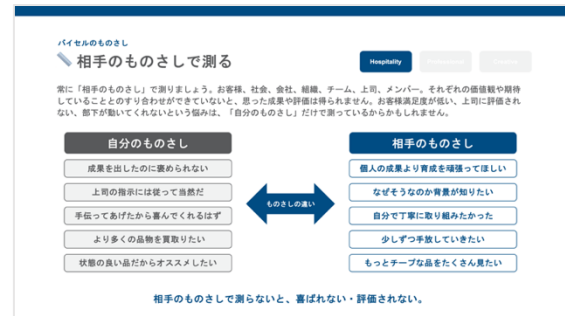 バイセルのものさし
相手のものさしで測る
Hospitality
常に「相手のものさし」で測りましょう。お客様、社会、会社、組織、チーム、上司、メンバー。それぞれの価値観や期待
していることとのすり合わせができていないと、思った成果や評価は得られません。お客様満足度が低い、上司に評価され
ない、部下が動いてくれないという悩みは、「自分のものさし」だけで測っているからかもしれません。
自分のものさし
成果を出したのに褒められない
上司の指示には従って当然だ
手伝ってあげたから喜んでくれるはず
より多くの品物を買取りたい
状態の良い品だからオススメしたい
ものさしの違い
相手のものさし
個人の成果より育成を頑張ってほしい
なぜそうなのか背景が知りたい
自分で丁寧に取り組みたかった
少しずつ手放していきたい
もっとチープな品をたくさん見たい
相手のものさしで測らないと、喜ばれない・評価されない。